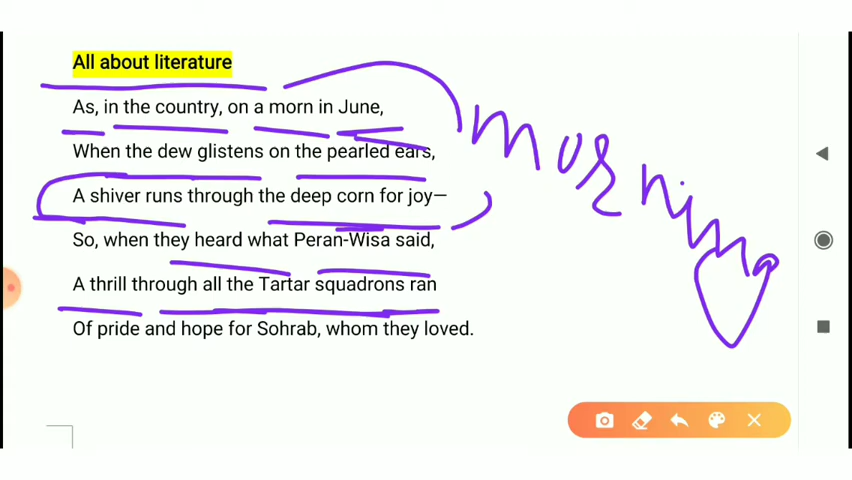 All about literature
As, in the country, on a morn in June,
When the dew glistens on the pearled ears,
A shiver runs through the deep corn for joy—
So, when they heard what Peran-Wisa said,
A thrill through all the Tartar squadrons ran
Of pride and hope for Sohrab, whom they loved.
morning